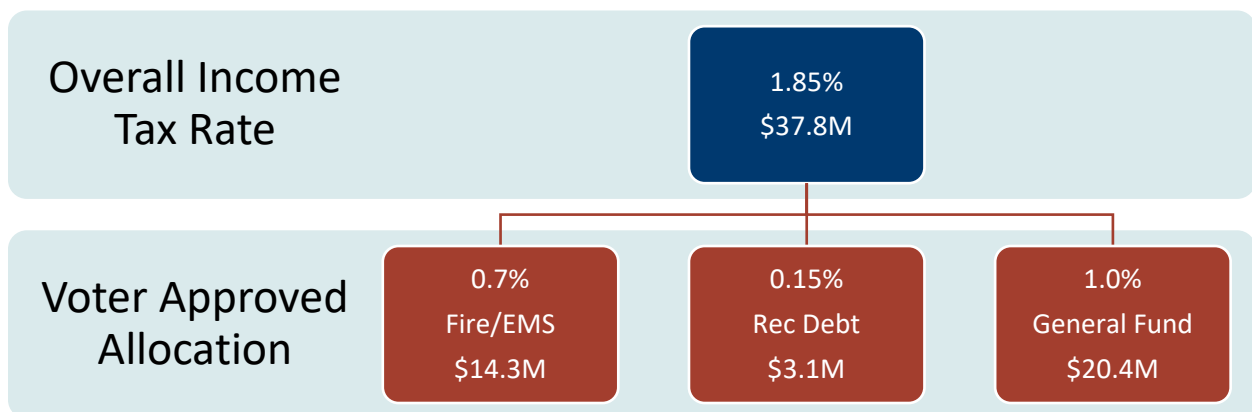 Overall Income
Tax Rate
1.85%
$37.8M
Voter Approved
Allocation
0.7%
Fire/EMS
$14.3M
0.15%
Rec Debt
$3.1M
1.0%
General Fund
$20.4M